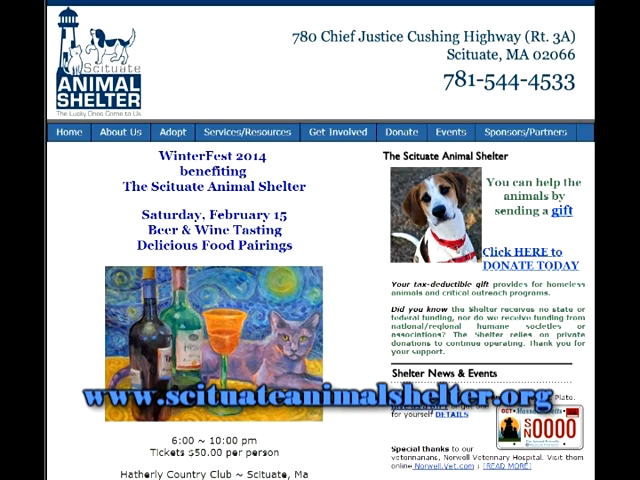 Scituate
ANIMAL
SHELTER
The Lucky Ones Come to Us
780 Chief Justice Cushing Highway (Rt. 3A)
Scituate, MA 02066
781-544-4533
Home
About Us
Adopt
Services/Resources
Get Involved
Donate
Events
Sponsors/Partners
WinterFest 2014
benefiting
The Scituate Animal Shelter
Saturday, February 15
Beer & Wine Tasting
Delicious Food Pairings
6:00 ~ 10:00 pm
Tickets $50.00 per person
Hatherly Country Club ~ Scituate, Ma
The Scituate Animal Shelter
You can help the
animals by
sending a gift
Click HERE to
DONATE TODAY
Your tax-deductible gift provides for homeless
animals and critical outreach programs.
Did you know the Shelter receives no state or
federal funding, nor do we receive funding from
national/regional humane societies or
associations? The Shelter relies on private
donations to continue operating. Thank you for
your support.
Shelter News & Events
Plate.
www.scituateanimalshelter.org
for yourself DETAILS
OCT
SN0000
Special thanks to our
veterinarians, Norwell Veterinary Hospital. Visit them
online Norwell.Vet.com : [READ MORE]